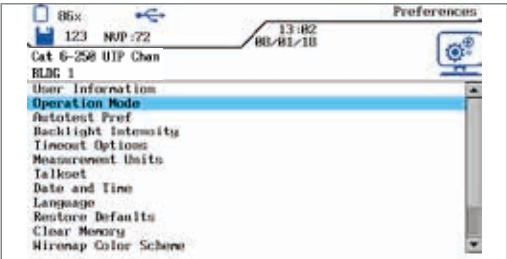 86% Preferences
123 NVP:72 13:02
08/01/18
Cat 6-250 UTP Chan
BLDG 1
User Information
Operation Mode
Autotest Pref
Backlight Intensity
Timeout Options
Measurement Units
Talkset
Date and Time
Language
Restore Defaults
Clear Memory
Wiremap Color Scheme